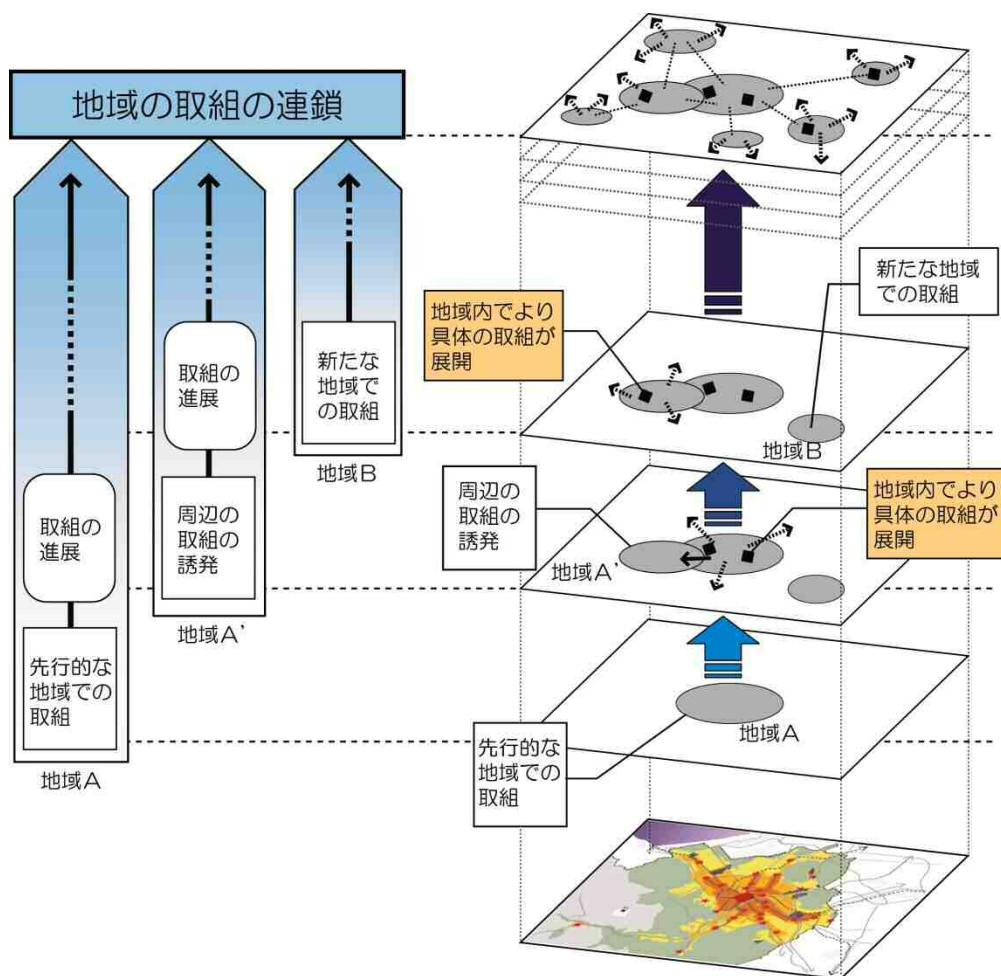 地域の取組の連鎖
取組の
進展
先行的な
地域での
取組
地域A
取組の
進展
周辺の
取組の
誘発
地域A’
新たな
地域で
の取組
地域B
新たな地域
での取組
地域内でより
具体の取組が
展開
地域B
周辺の
取組の
誘発
地域A’
地域内でより
具体の取組が
展開
地域A
先行的な
地域での
取組